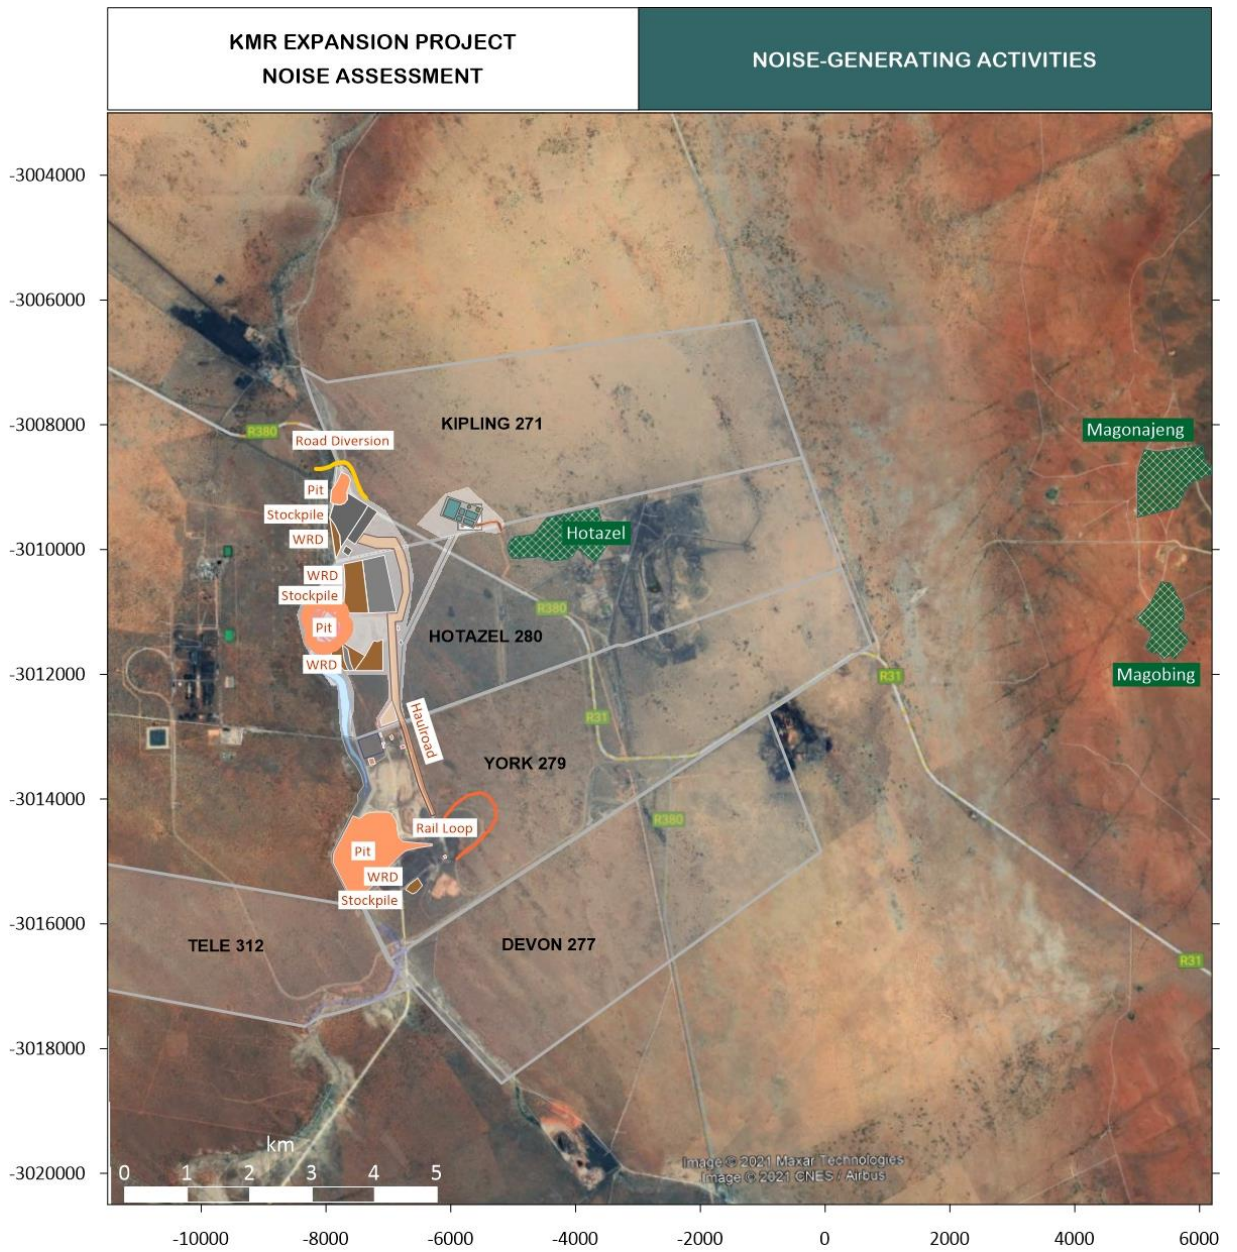 KMR EXPANSION PROJECT
NOISE ASSESSMENT
NOISE-GENERATING ACTIVITIES
-3004000
-3006000
-3008000
-3010000
-3012000
-3014000
-3016000
-3018000
-3020000
KIPLING 271
Magonajeng
R380
Road Diversion
Pit
Stockpile
WRD
Hotazel
WRD
Stockpile
R380
Pit
HOTAZEL 280
WRD
Magobing
R31
R31
Haulroad
YORK 279
R380
Rail Loop
Pit
WRD
Stockpile
TELE 312
DEVON 277
R31
km
0 1 2 3 4 5
Image © 2021 Maxar Technologies
Image © 2021 CNES / Airbus
-10000 -8000 -6000 -4000 -2000 0 2000 4000 6000